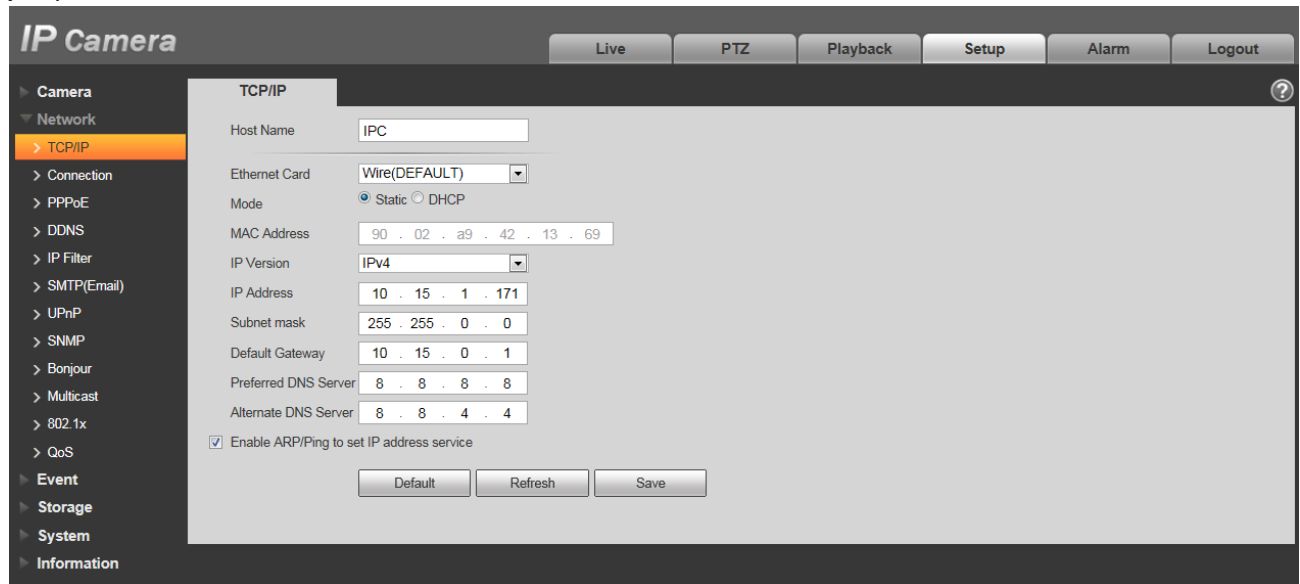 IP Camera
Live PTZ Playback Setup Alarm Logout
Camera
Network
> TCP/IP
> Connection
> PPPoE
> DDNS
> IP Filter
> SMTP(Email)
> UPnP
> SNMP
> Bonjour
> Multicast
> 802.1x
> QoS
Event
Storage
System
Information
TCP/IP
?
Host Name IPC
Ethernet Card Wire(DEFAULT)
Mode Static DHCP
MAC Address 90 . 02 . a9 . 42 . 13 . 69
IP Version IPv4
IP Address 10 . 15 . 1 . 171
Subnet mask 255 . 255 . 0 . 0
Default Gateway 10 . 15 . 0 . 1
Preferred DNS Server 8 . 8 . 8 . 8
Alternate DNS Server 8 . 8 . 4 . 4
Enable ARP/Ping to set IP address service
Default Refresh Save